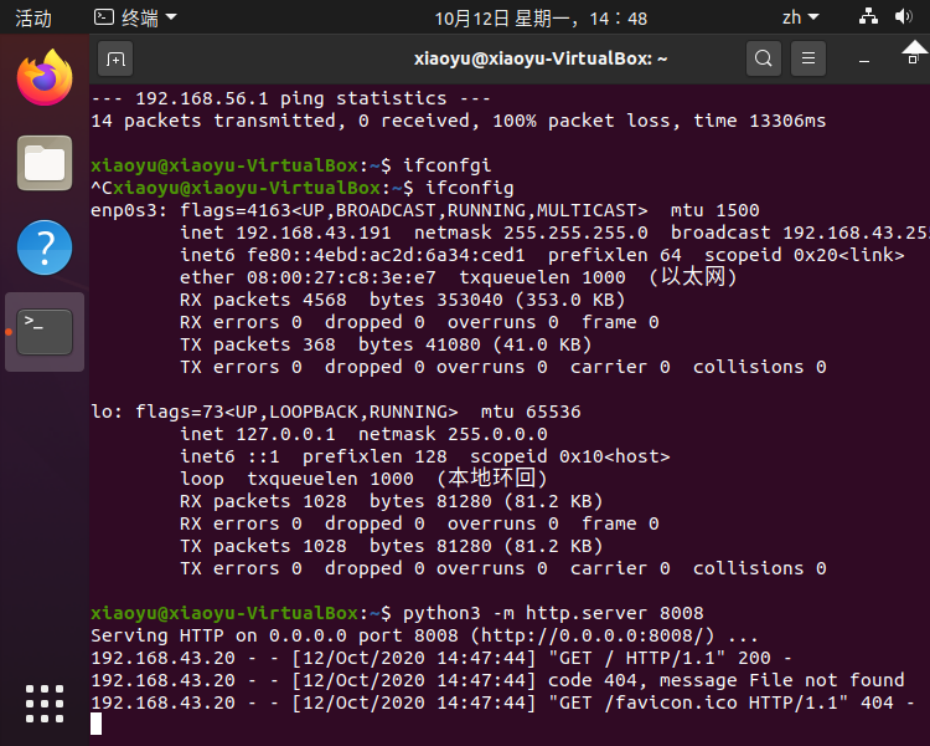 活动 终端 10月12日 星期一，14：48 zh
xiaoyu@xiaoyu-VirtualBox: ~
--- 192.168.56.1 ping statistics ---
14 packets transmitted, 0 received, 100% packet loss, time 13306ms
xiaoyu@xiaoyu-VirtualBox:~$ ifconfgi
^Cxiaoyu@xiaoyu-VirtualBox:~$ ifconfig
enp0s3: flags=4163<UP,BROADCAST,RUNNING,MULTICAST>  mtu 1500
inet 192.168.43.191  netmask 255.255.255.0  broadcast 192.168.43.25
inet6 fe80::4ebd:ac2d:6a34:ced1  prefixlen 64  scopeid 0x20<link>
ether 08:00:27:c8:3e:e7  txqueuelen 1000  (以太网)
RX packets 4568  bytes 353040 (353.0 KB)
RX errors 0  dropped 0  overruns 0  frame 0
TX packets 368  bytes 41080 (41.0 KB)
TX errors 0  dropped 0 overruns 0  carrier 0  collisions 0
lo: flags=73<UP,LOOPBACK,RUNNING>  mtu 65536
inet 127.0.0.1  netmask 255.0.0.0
inet6 ::1  prefixlen 128  scopeid 0x10<host>
loop  txqueuelen 1000  (本地环回)
RX packets 1028  bytes 81280 (81.2 KB)
RX errors 0  dropped 0  overruns 0  frame 0
TX packets 1028  bytes 81280 (81.2 KB)
TX errors 0  dropped 0 overruns 0  carrier 0  collisions 0
xiaoyu@xiaoyu-VirtualBox:~$ python3 -m http.server 8008
Serving HTTP on 0.0.0.0 port 8008 (http://0.0.0.0:8008/) ...
192.168.43.20 - - [12/Oct/2020 14:47:44] "GET / HTTP/1.1" 200 -
192.168.43.20 - - [12/Oct/2020 14:47:44] code 404, message File not found
192.168.43.20 - - [12/Oct/2020 14:47:44] "GET /favicon.ico HTTP/1.1" 404 -